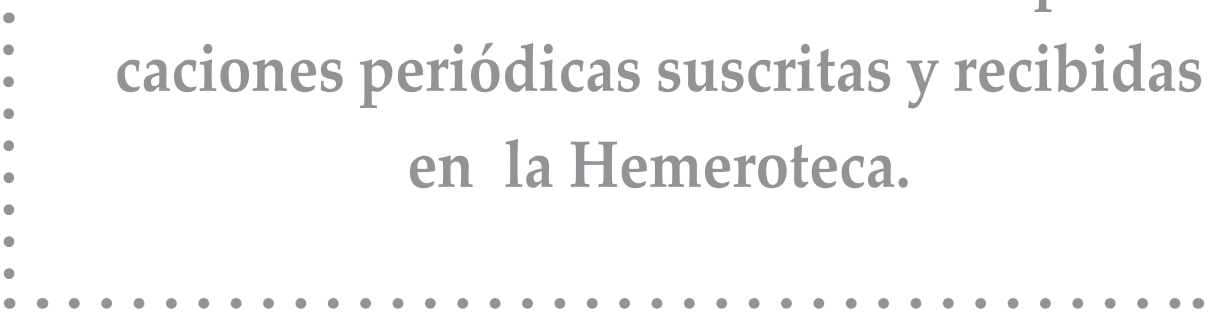 caciones periódicas suscritas y recibidas
en la Hemeroteca.